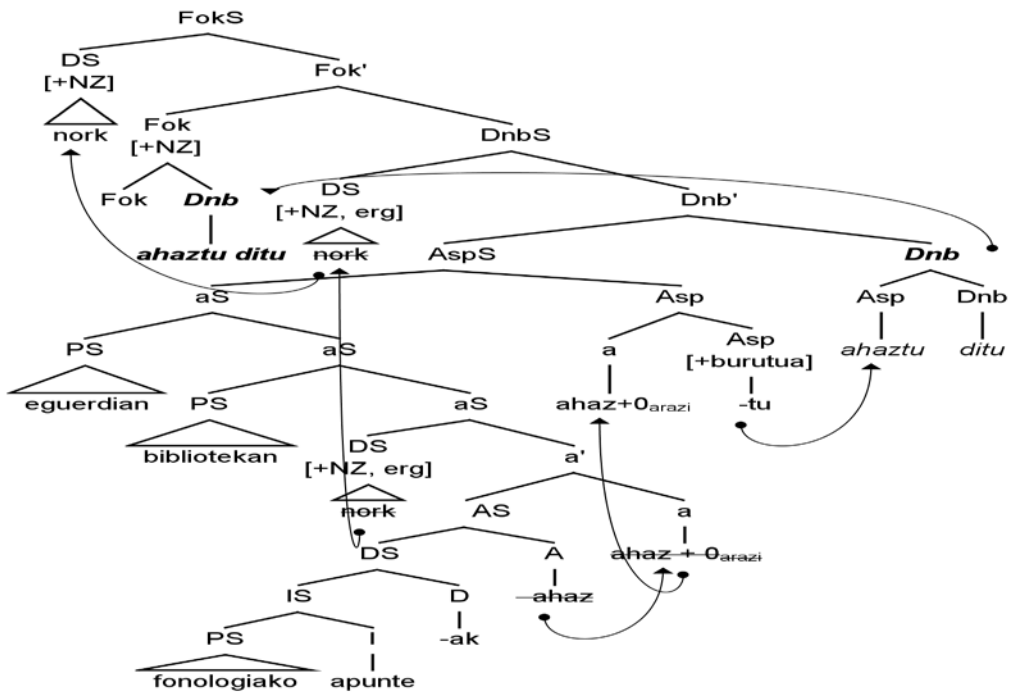 FokS
DS
[+NZ]
Fok'
nork
Fok
[+NZ]
DnbS
Fok Dnb
DS
[+NZ, erg]
Dnb'
ahaztu ditu
nork
AspS
Dnb
aS
Asp
Asp Dnb
PS
aS
a
Asp
[+burutua]
ahaztu ditu
eguerdian
PS
aS
ahaz+0arazi
-tu
bibliotekan
DS
[+NZ, erg]
a'
nork
AS
a
DS
A
ahaz + 0arazi
IS
D
ahaz
PS
I
-ak
fonologiako
apunte